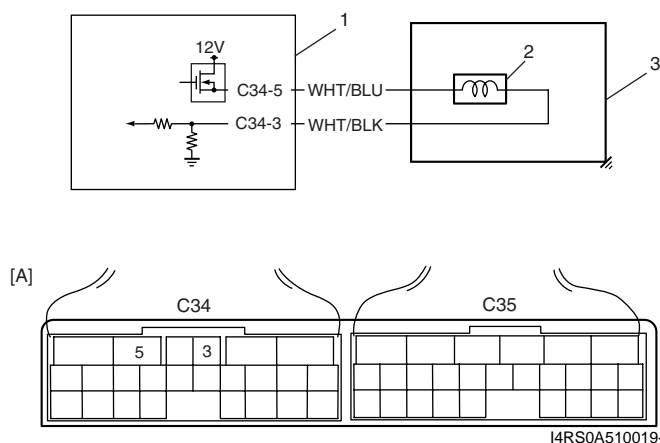 1
12V
2
3
C34-5 WHT/BLU
C34-3 WHT/BLK
[A]
C34 C35
5 3
I4RS0A510019-